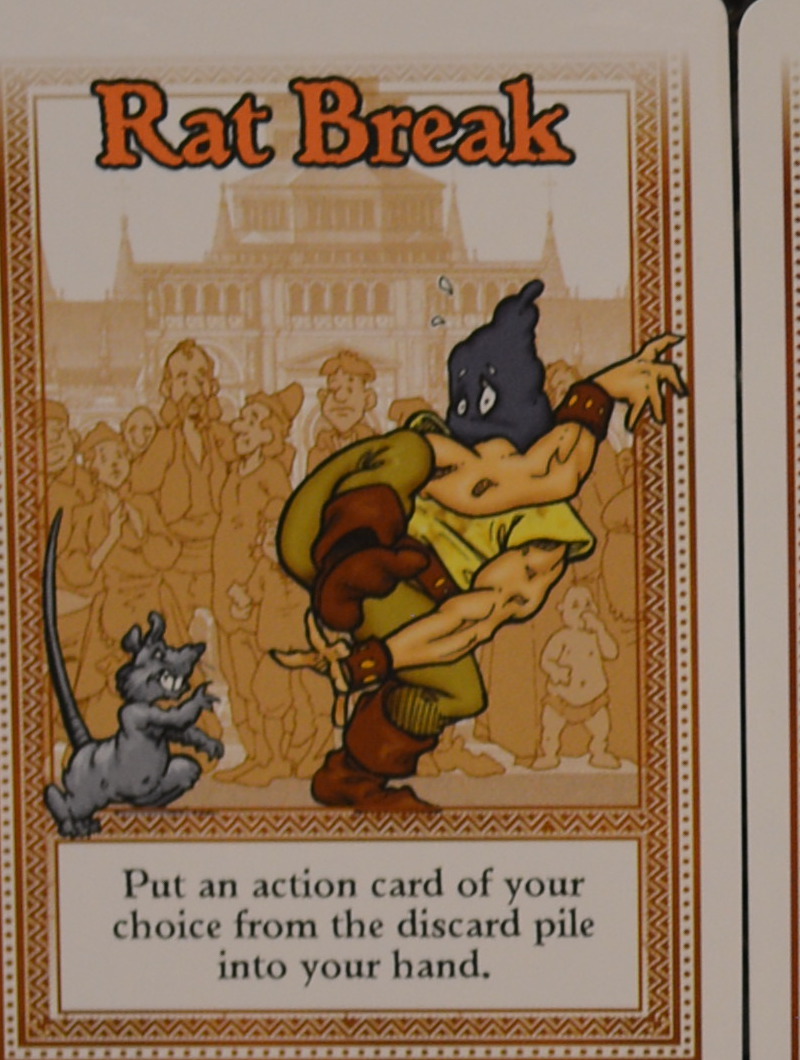 Rat Break
Put an action card of your
choice from the discard pile
into your hand.